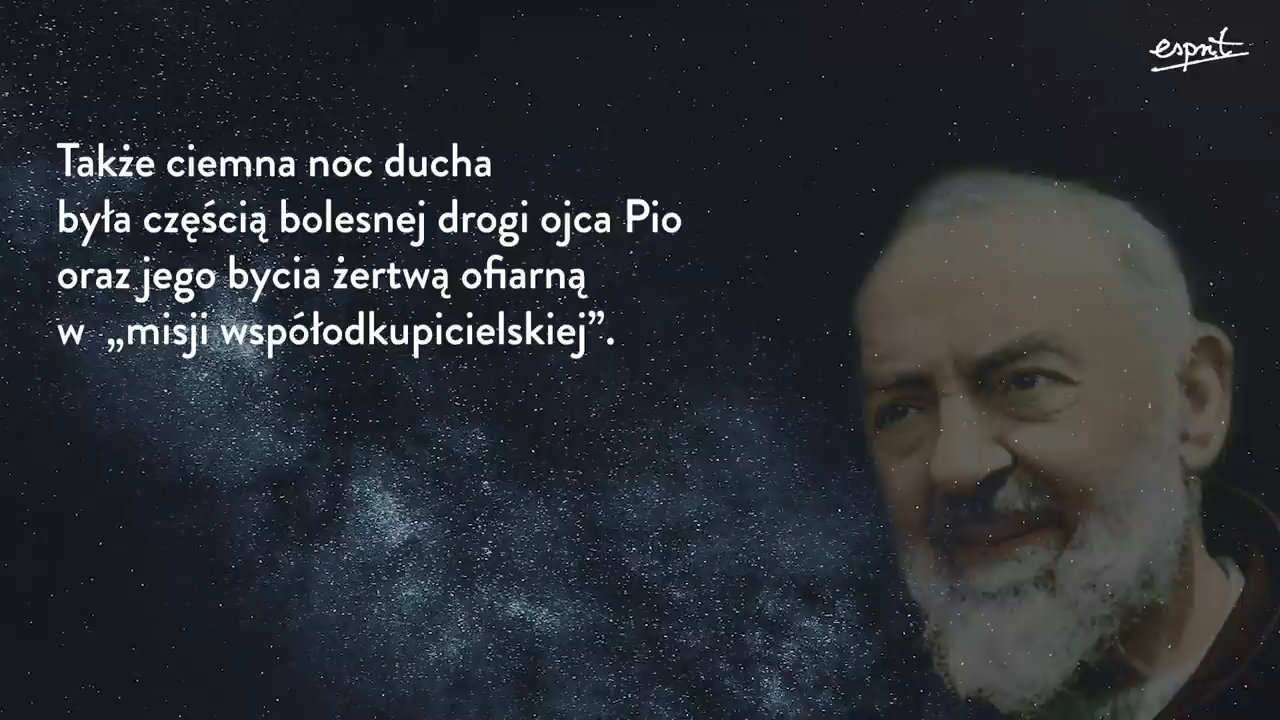 esprit
Także ciemna noc ducha
była częścią bolesnej drogi ojca Pio
oraz jego bycia żertwą ofiarną
w „misji współodkupicielskiej”.